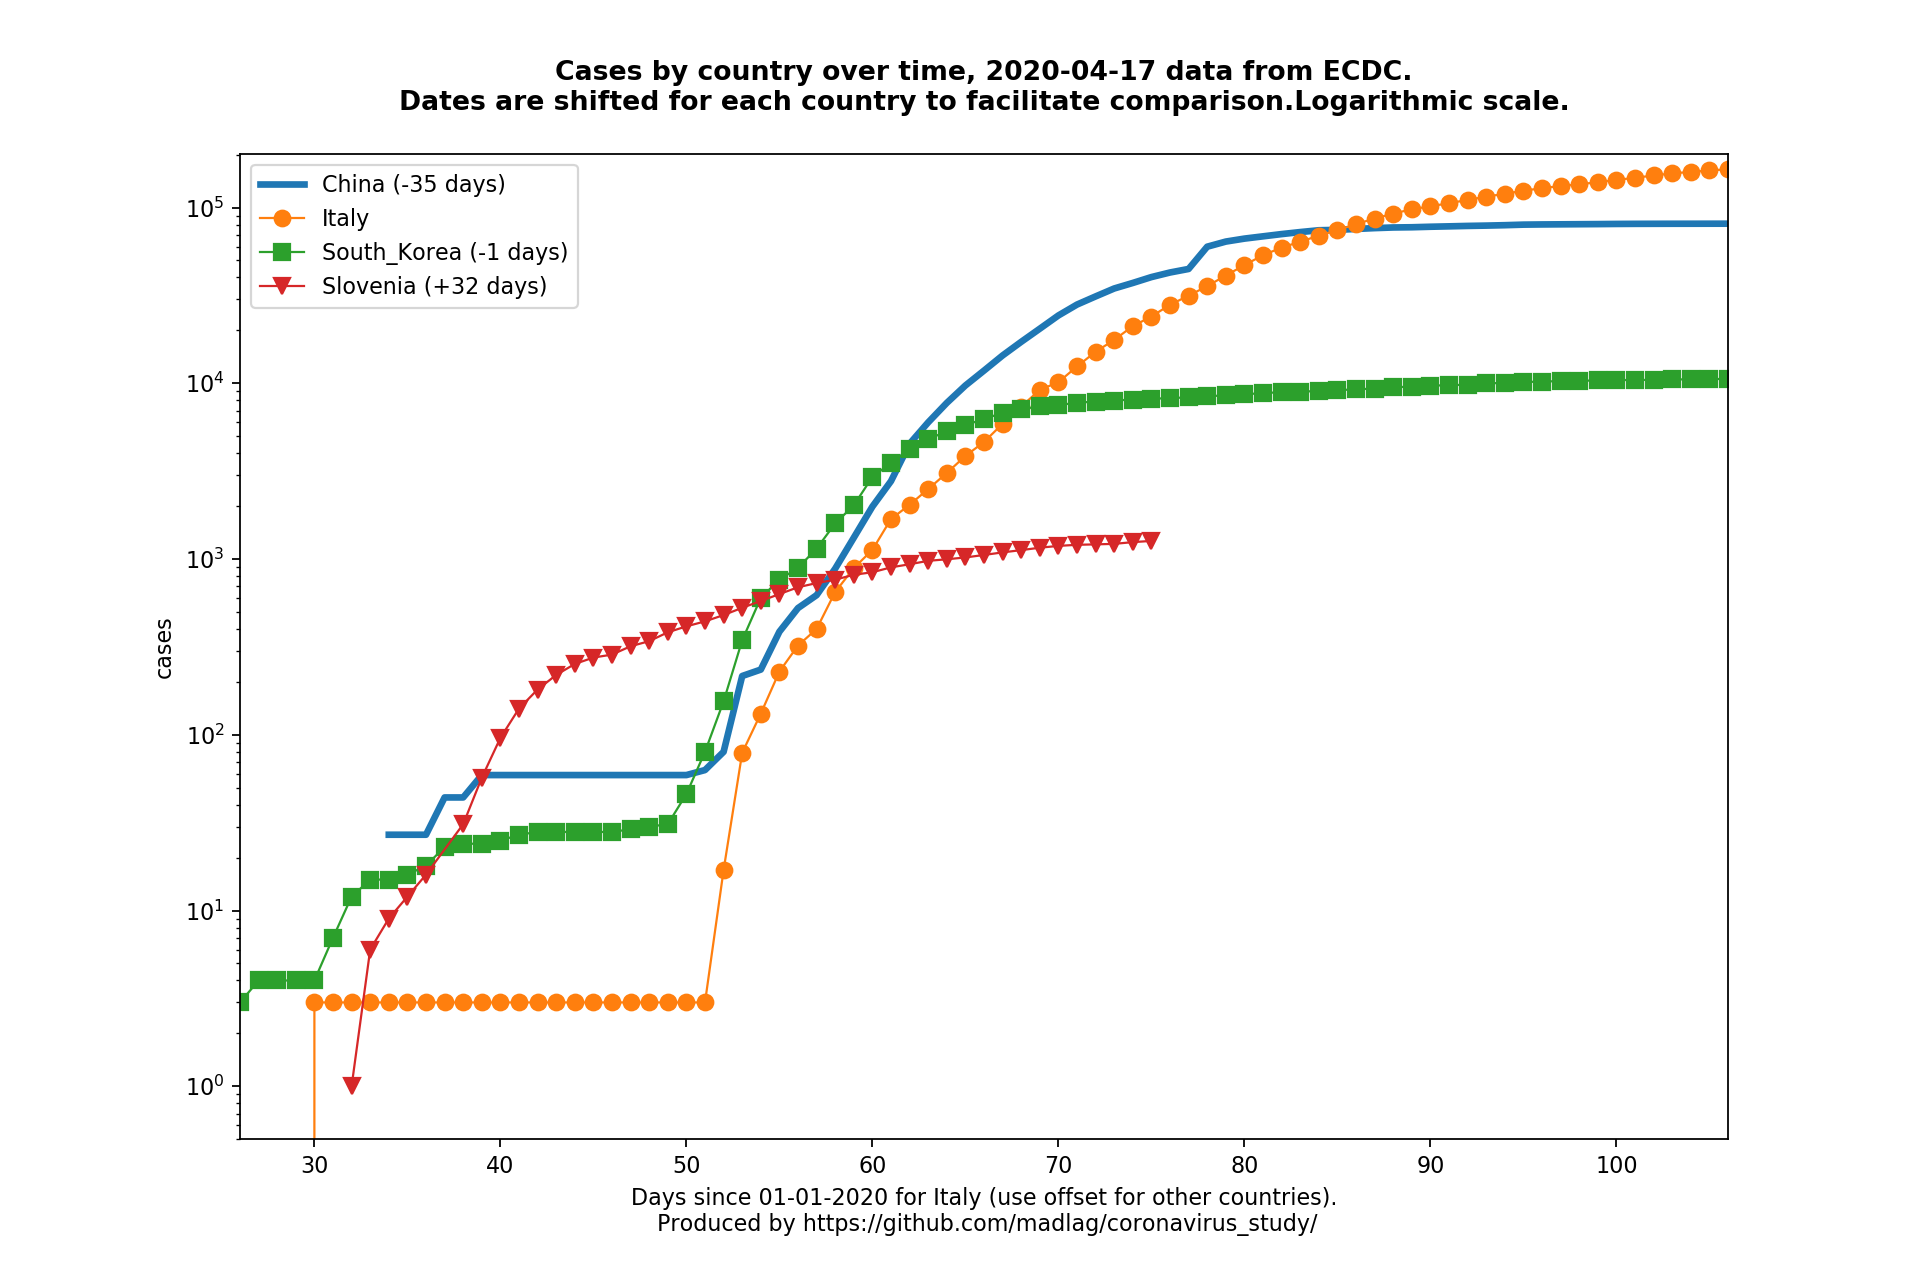 Cases by country over time, 2020-04-17 data from ECDC.
Dates are shifted for each country to facilitate comparison.Logarithmic scale.
China (-35 days)
Italy
South_Korea (-1 days)
Slovenia (+32 days)
10^5
10^4
10^3
10^2
10^1
10^0
cases
30 40 50 60 70 80 90 100
Days since 01-01-2020 for Italy (use offset for other countries).
Produced by https://github.com/madlag/coronavirus_study/